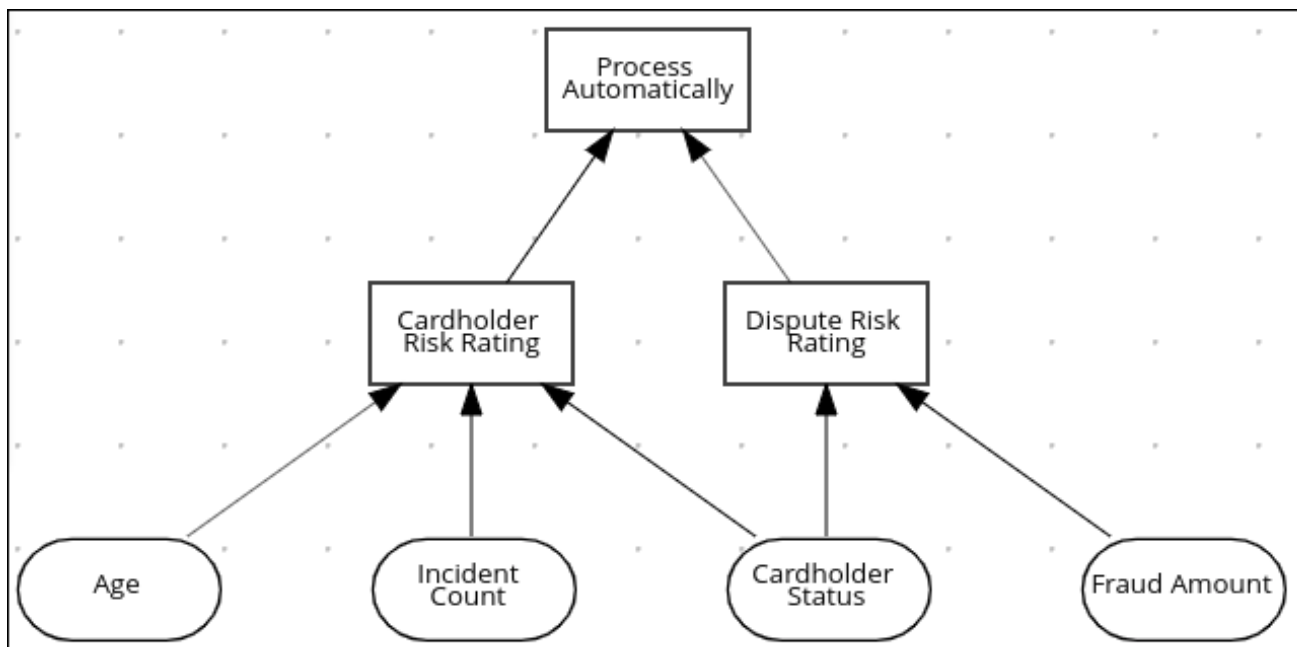 Process
Automatically
Cardholder
Risk Rating
Dispute Risk
Rating
Age
Incident
Count
Cardholder
Status
Fraud Amount